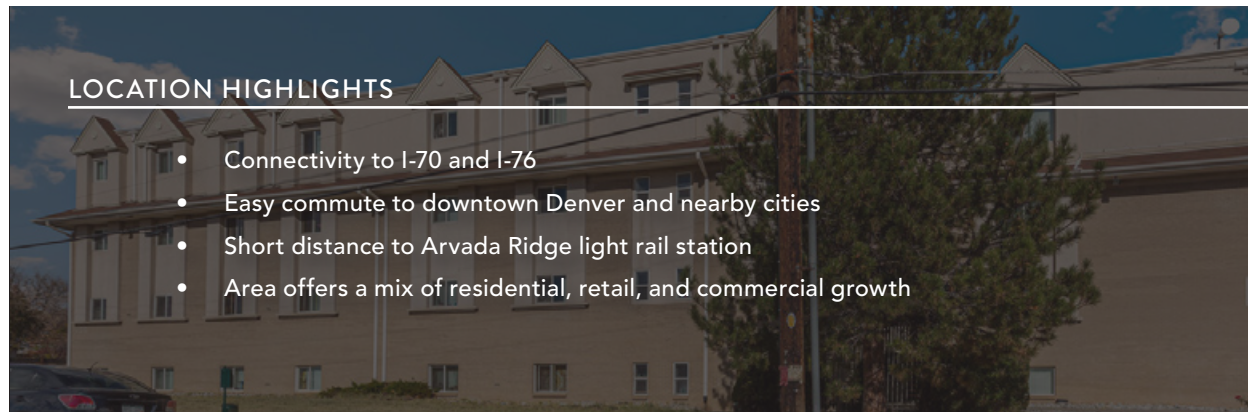 LOCATION HIGHLIGHTS
• Connectivity to I-70 and I-76
• Easy commute to downtown Denver and nearby cities
• Short distance to Arvada Ridge light rail station
• Area offers a mix of residential, retail, and commercial growth